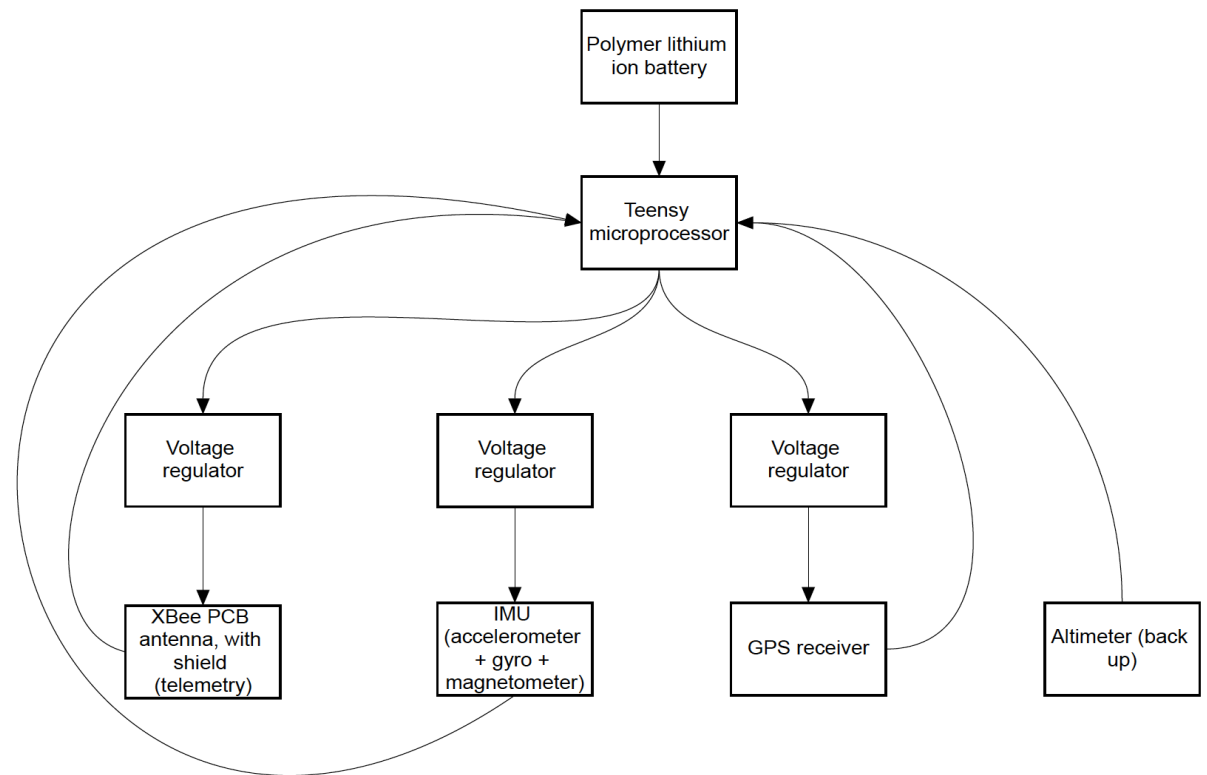 Polymer lithium
ion battery
Teensy
microprocessor
Voltage
regulator
Voltage
regulator
Voltage
regulator
XBee PCB
antenna, with
shield
(telemetry)
IMU
(accelerometer
+ gyro +
magnetometer)
GPS receiver
Altimeter (back
up)